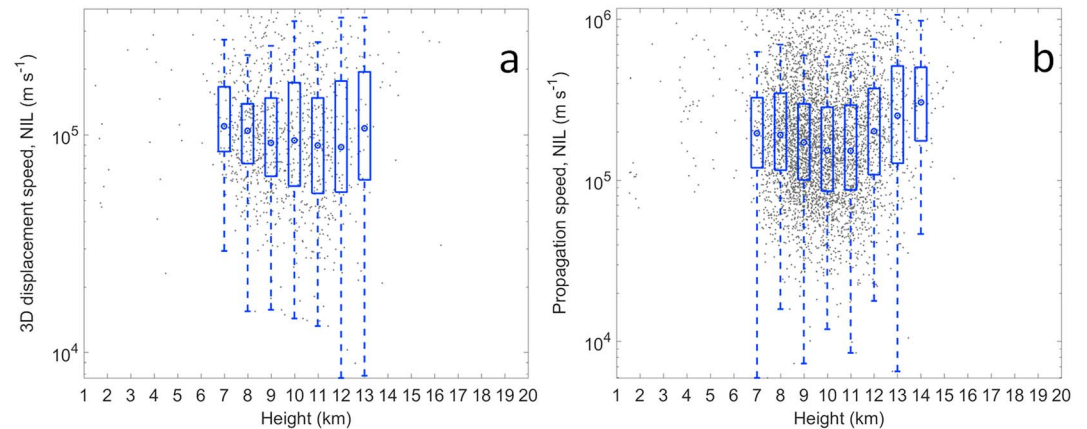 a
3D displacement speed, NIL (m s⁻¹)
10⁵
10⁴
1 2 3 4 5 6 7 8 9 10 11 12 13 14 15 16 17 18 19 20
Height (km)
b
Propagation speed, NIL (m s⁻¹)
10⁶
10⁵
10⁴
1 2 3 4 5 6 7 8 9 10 11 12 13 14 15 16 17 18 19 20
Height (km)